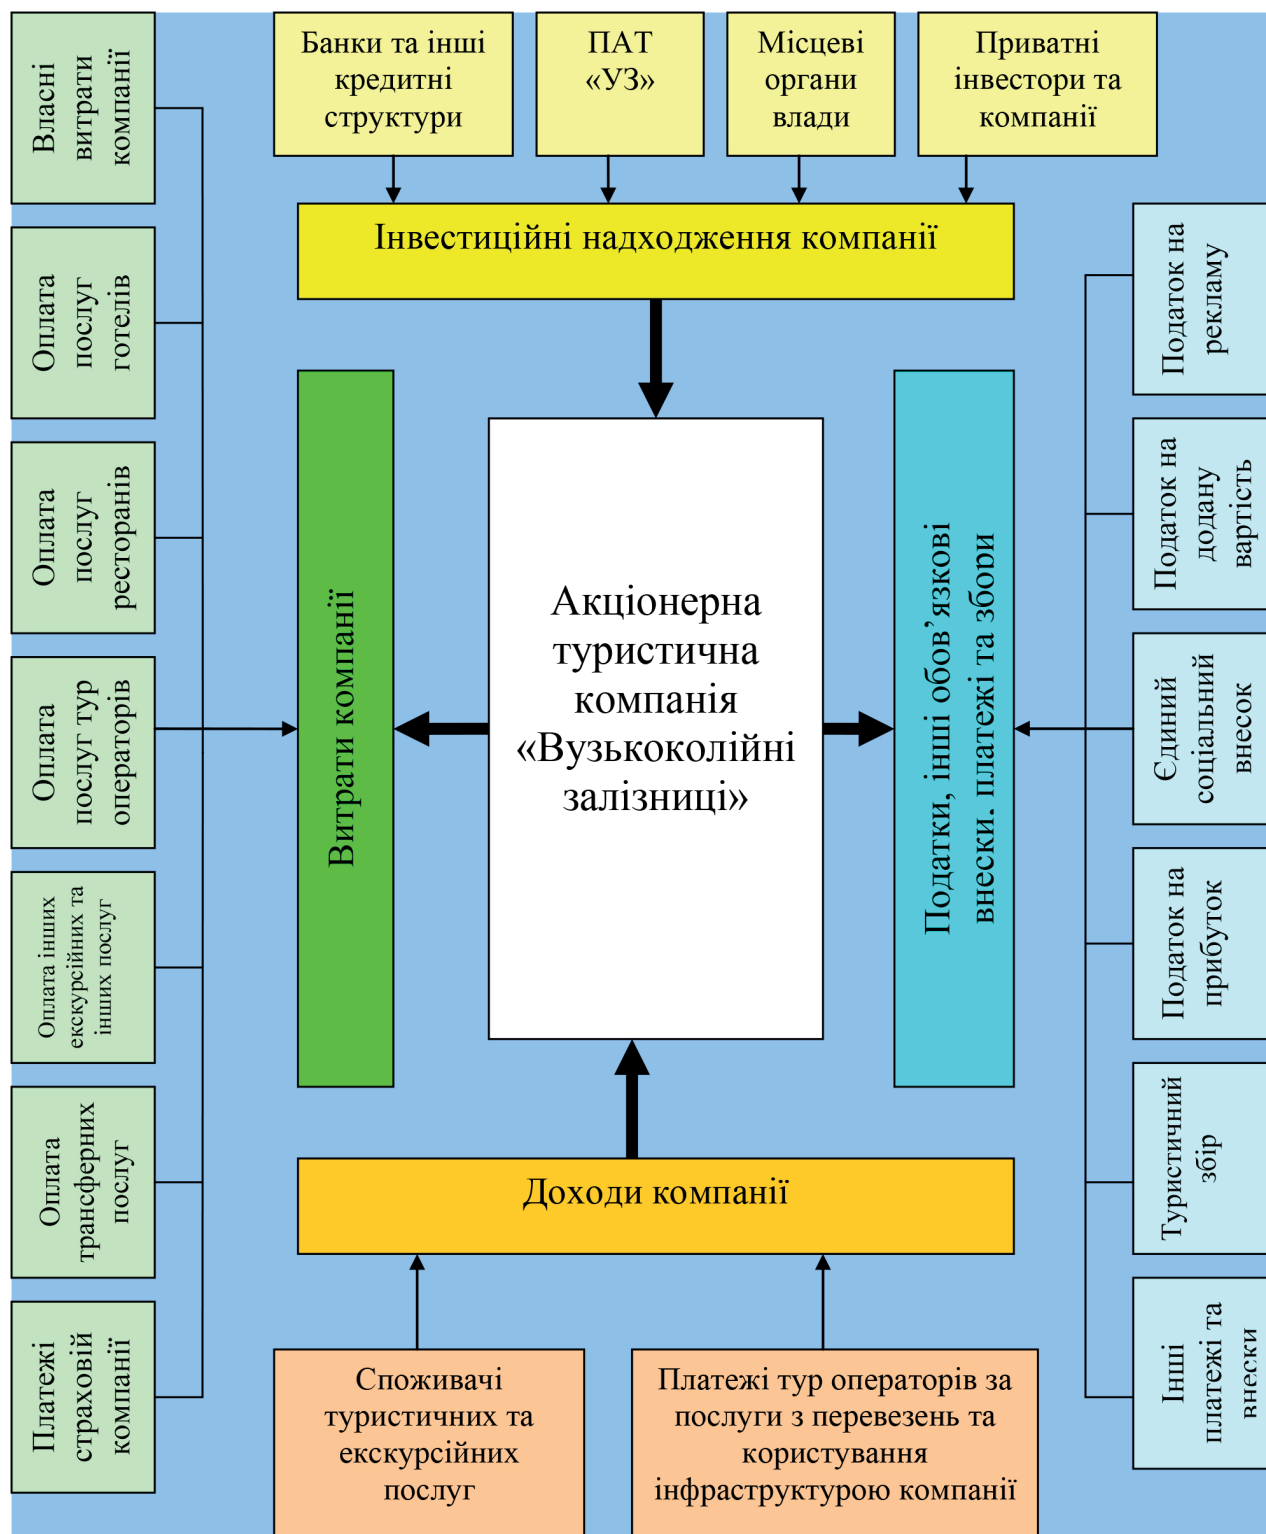 Банки та інші
кредитні
структури
ПАТ
«УЗ»
Місцеві
органи
влади
Приватні
інвестори та
компанії
Інвестиційні надходження компанії
Власні
витрати
компанії
Оплата
послуг
готелів
Оплата
послуг
ресторанів
Оплата
послуг тур
операторів
Оплата інших
екскурсійних та
інших послуг
Оплата
трансферних
послуг
Платежі
страховій
компанії
Витрати компанії
Акціонерна
туристична
компанія
«Вузькоколійні
залізниці»
Податки, інші обов’язкові
внески. платежі та збори
Податок на
рекламу
Податок на
додану
вартість
Єдиний
соціальний
внесок
Податок на
прибуток
Туристичний
збір
Інші
платежі та
внески
Доходи компанії
Споживачі
туристичних та
екскурсійних
послуг
Платежі тур операторів за
послуги з перевезень та
користування
інфраструктурою компанії